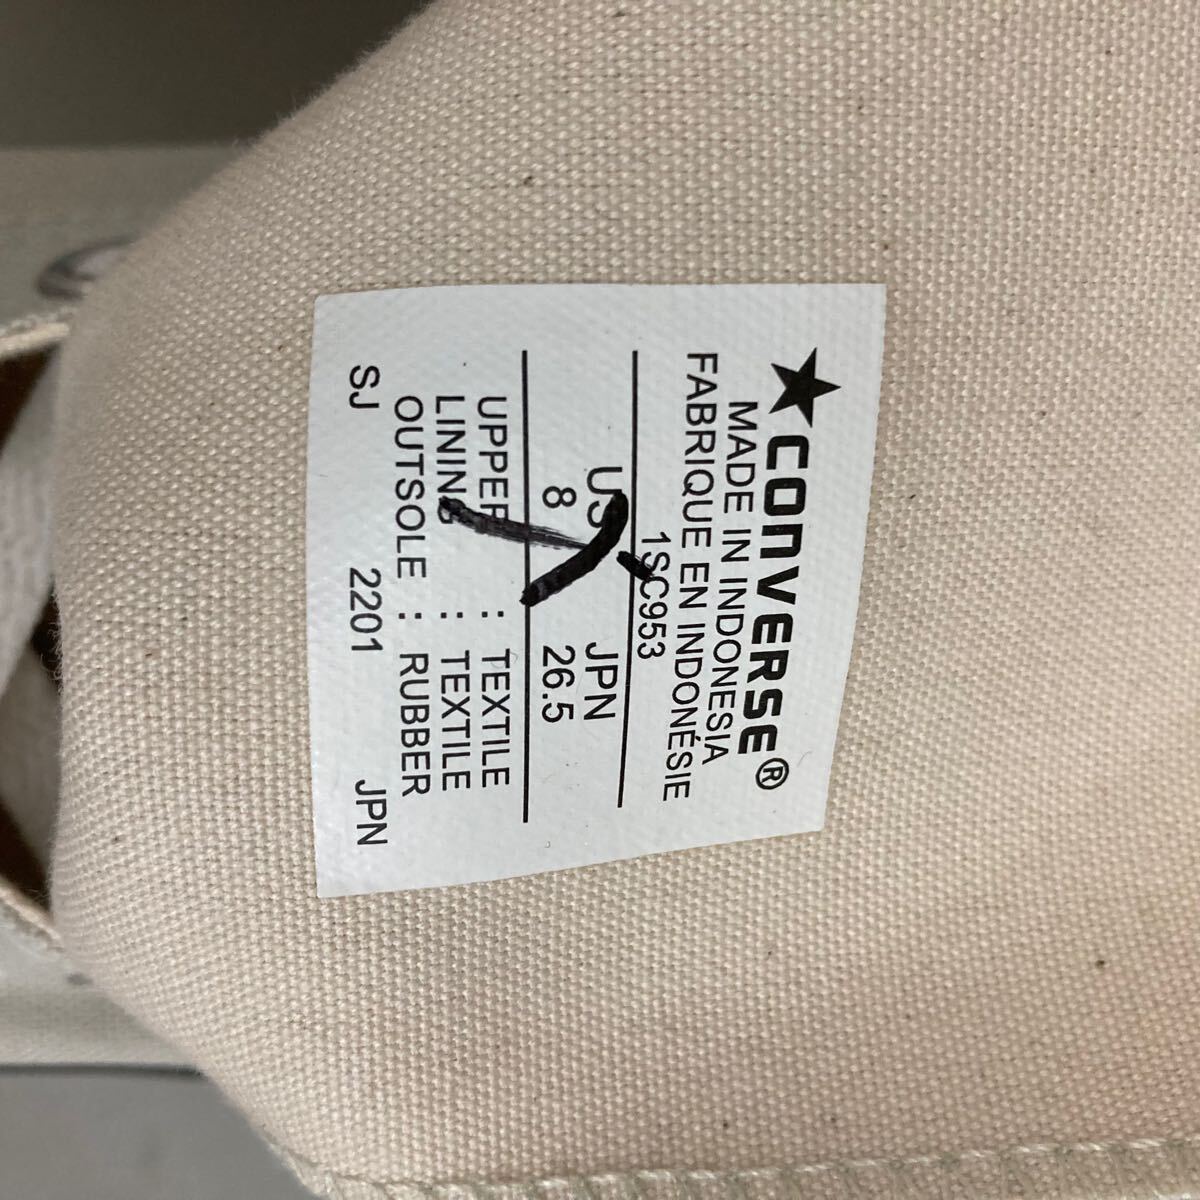 ★CONVERSE®
MADE IN INDONESIA
FABRIQUE EN INDONÉSIE
1SC953
US JPN
8 26.5
UPPER : TEXTILE
LINING : TEXTILE
OUTSOLE : RUBBER
SJ 2201 JPN